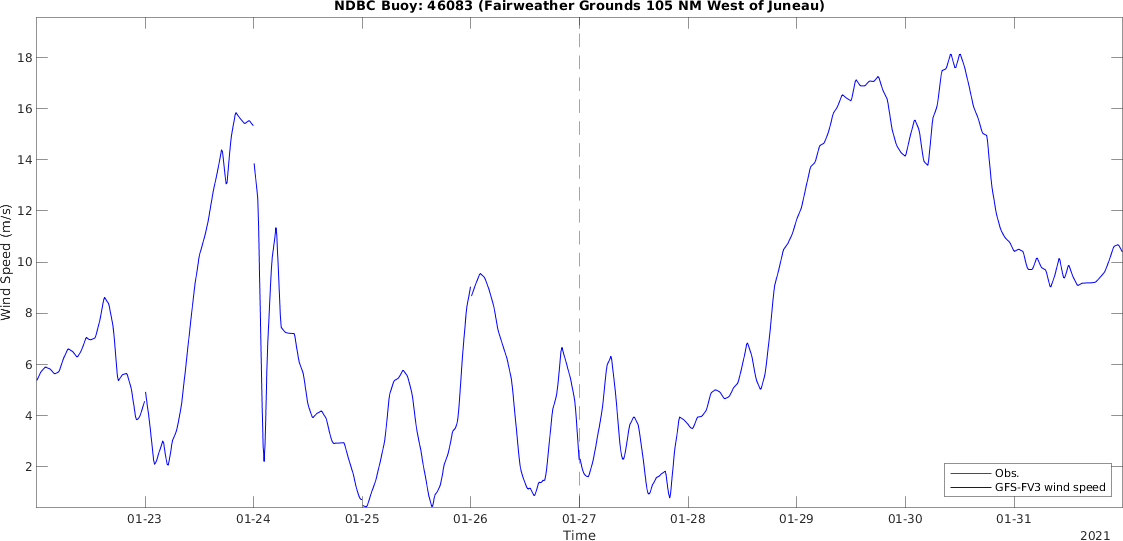 NDBC Buoy: 46083 (Fairweather Grounds 105 NM West of Juneau)
18
16
14
12
10
8
6
4
2
Wind Speed (m/s)
Obs.
GFS-FV3 wind speed
01-23 01-24 01-25 01-26 01-27 01-28 01-29 01-30 01-31
Time
2021